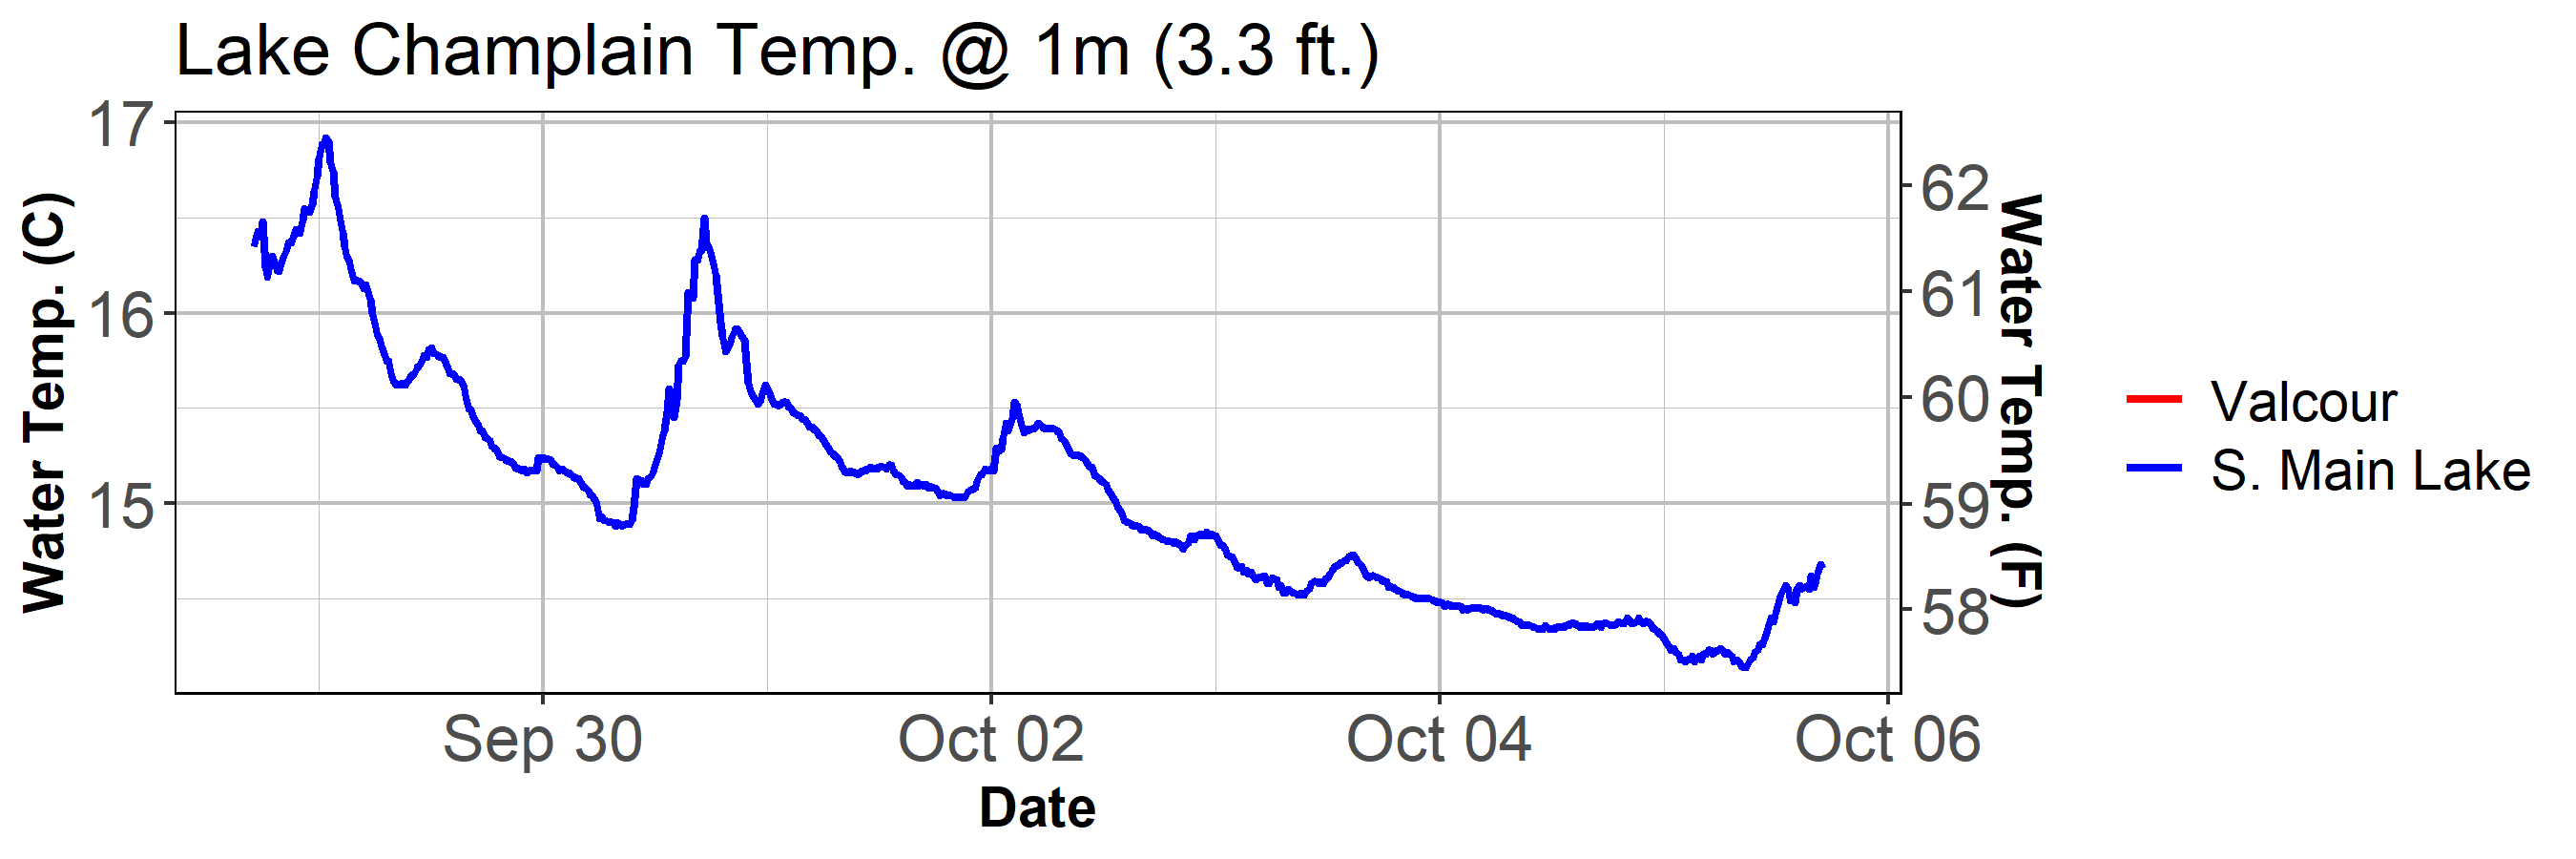 Lake Champlain Temp. @ 1m (3.3 ft.)
17
16
15
Water Temp. (C)
62
61
60
59
58
Water Temp. (F)
Sep 30
Oct 02
Oct 04
Oct 06
Date
Valcour
S. Main Lake